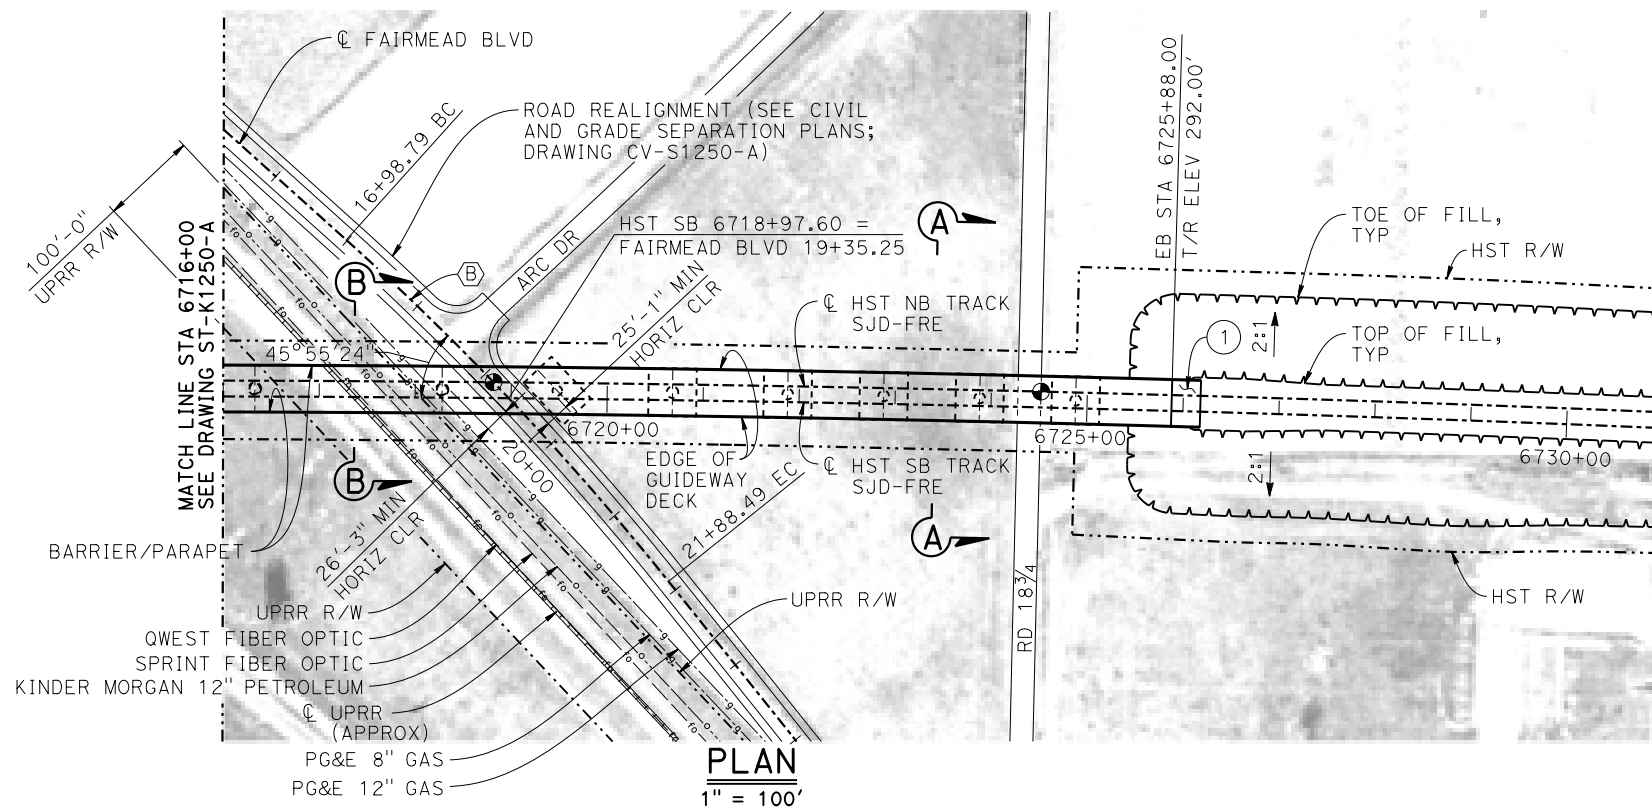 ℄ FAIRMEAD BLVD
ROAD REALIGNMENT (SEE CIVIL
AND GRADE SEPARATION PLANS;
DRAWING CV-S1250-A)
16+98.79 BC
EB STA 6725+88.00
T/R ELEV 292.00'
100'-0"
UPRR R/W
MATCH LINE STA 6716+00
SEE DRAWING ST-K1250-A
HST SB 6718+97.60 =
FAIRMEAD BLVD 19+35.25
ARC DR
A
B
B
TOE OF FILL,
TYP
HST R/W
25'-1" MIN
HORIZ CLR
℄ HST NB TRACK
SJD-FRE
1
2:1
TOP OF FILL,
TYP
45°55'24"
6720+00
6725+00
6730+00
20+00
EDGE OF
GUIDEWAY
DECK
℄ HST SB TRACK
SJD-FRE
2:1
B
A
21+88.49 EC
26'-3" MIN
HORIZ CLR
BARRIER/PARAPET
RD 18¾
HST R/W
UPRR R/W
UPRR R/W
QWEST FIBER OPTIC
SPRINT FIBER OPTIC
KINDER MORGAN 12" PETROLEUM
℄ UPRR
(APPROX)
PG&E 8" GAS
PG&E 12" GAS
PLAN
1" = 100'